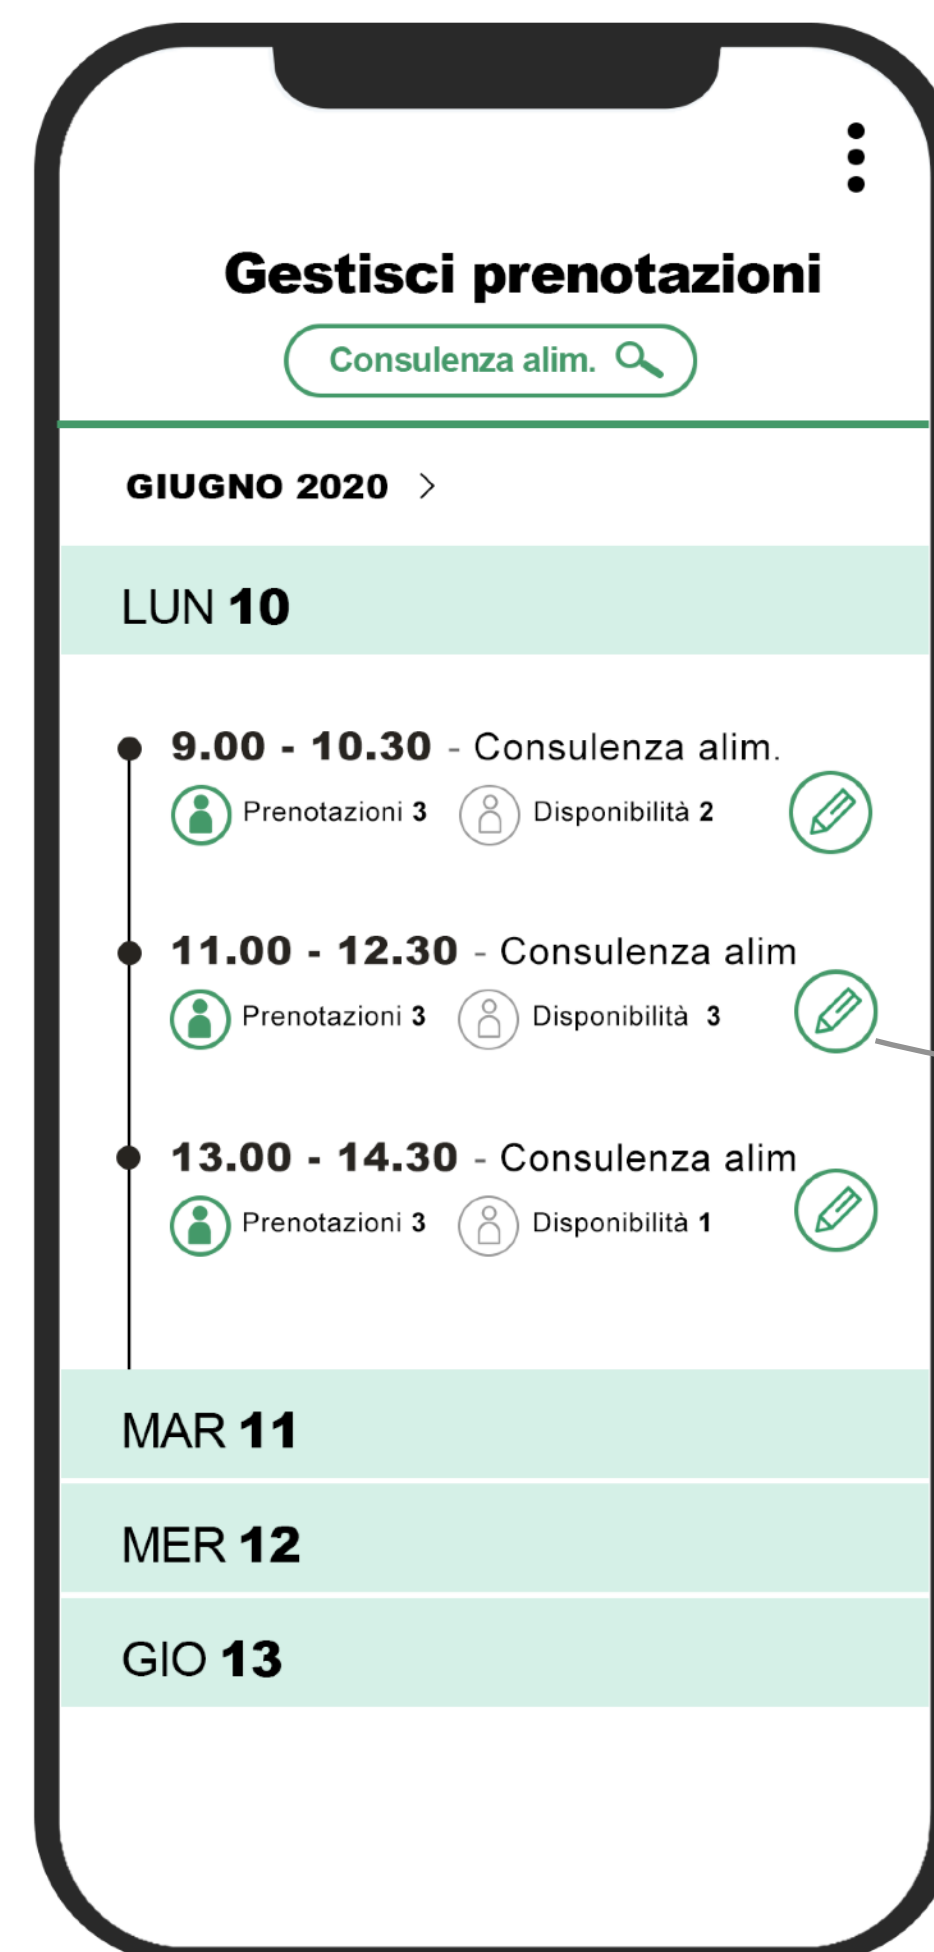 Gestisci prenotazioni
Consulenza alim.
GIUGNO 2020 >
LUN 10
9.00 - 10.30 - Consulenza alim.
Prenotazioni 3 Disponibilità 2
11.00 - 12.30 - Consulenza alim
Prenotazioni 3 Disponibilità 3
13.00 - 14.30 - Consulenza alim
Prenotazioni 3 Disponibilità 1
MAR 11
MER 12
GIO 13